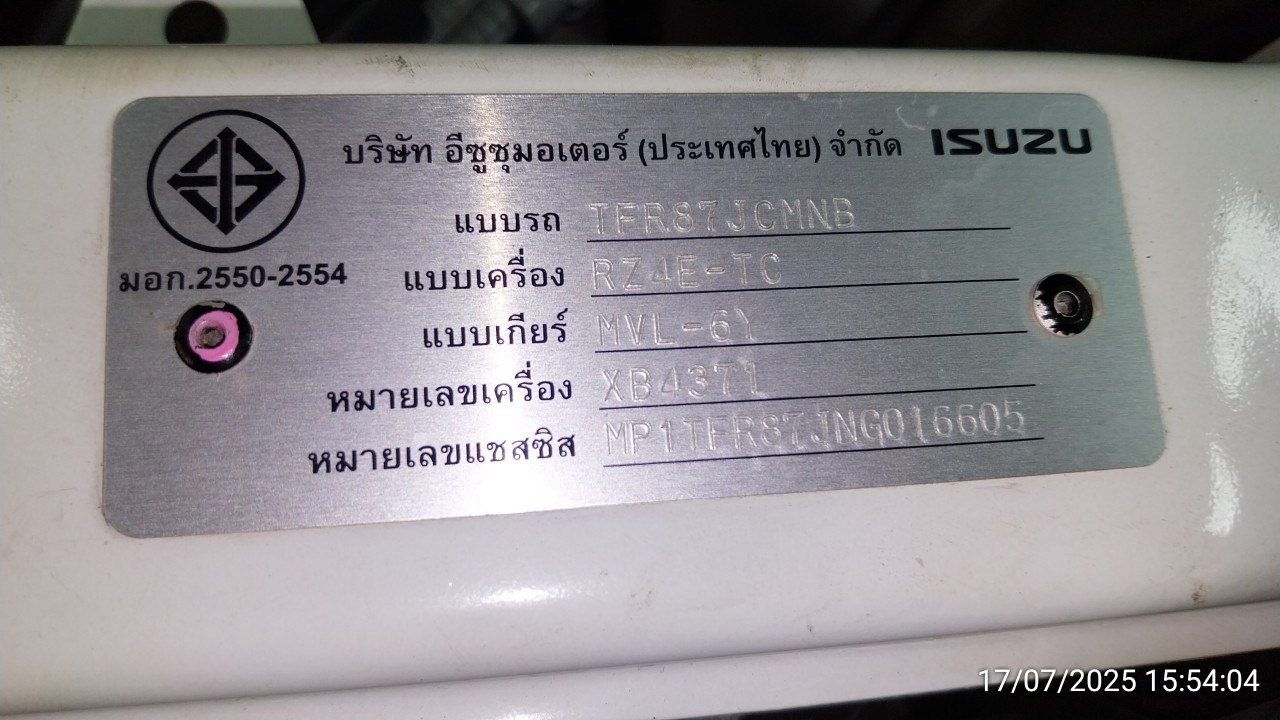 บริษัท อีซูซุมอเตอร์ (ประเทศไทย) จำกัด ISUZU
แบบรถ TFR87JCMNB
มอก.2550-2554
แบบเครื่อง RZ4E-TC
แบบเกียร์ MVL-6Y
หมายเลขเครื่อง XB4371
หมายเลขแชสซิส MP1TFR87JNG016605
17/07/2025 15:54:04